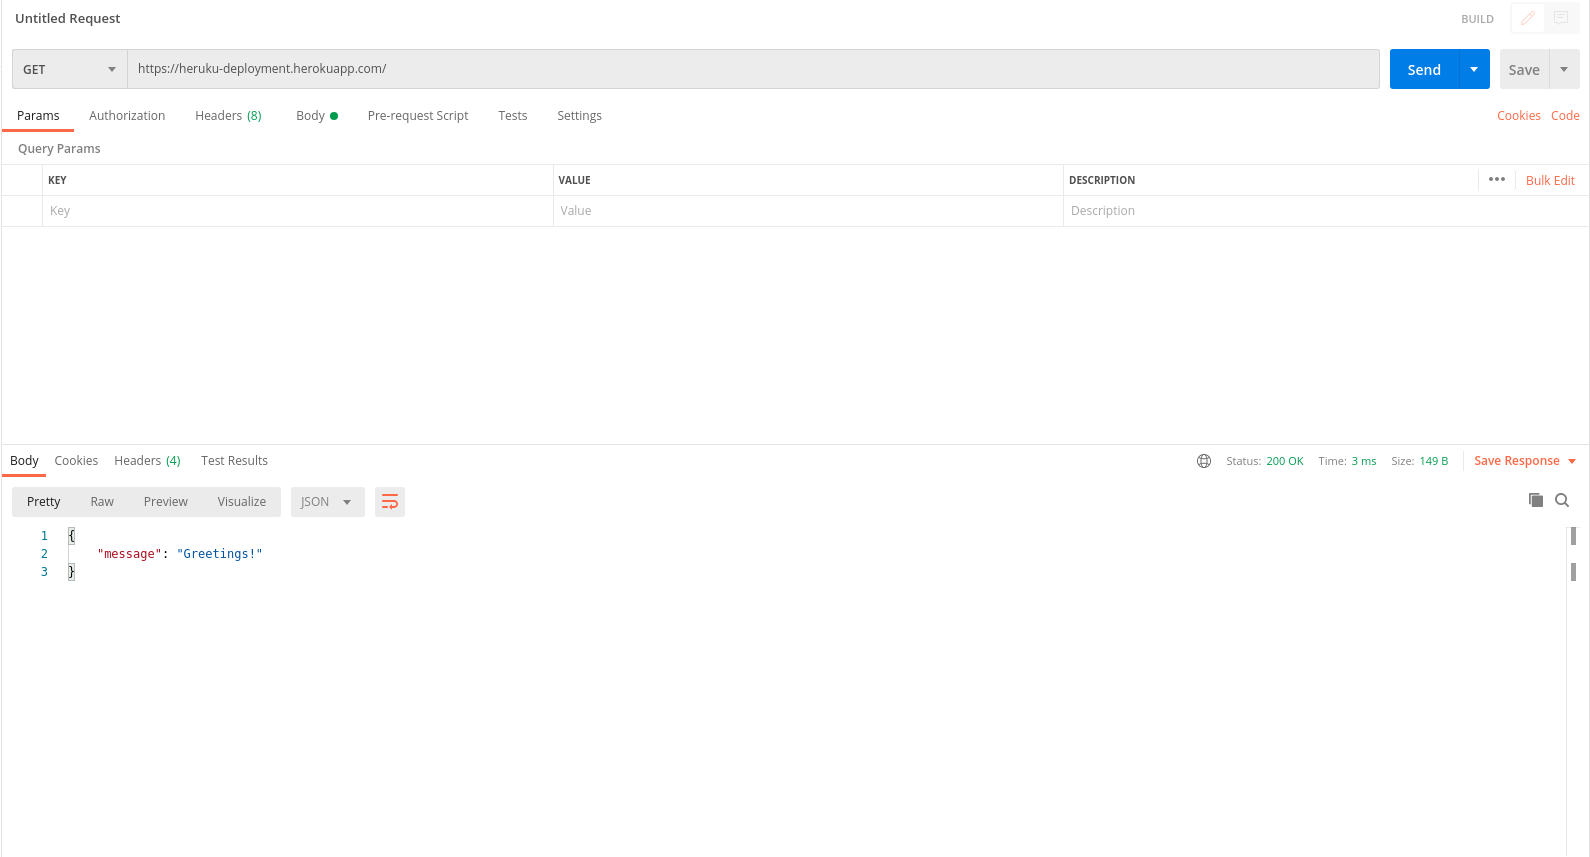 Untitled Request BUILD
GET https://heruku-deployment.herokuapp.com/ Send Save
Params Authorization Headers (8) Body Pre-request Script Tests Settings Cookies Code
Query Params
KEY VALUE DESCRIPTION ••• Bulk Edit
Key Value Description
Body Cookies Headers (4) Test Results Status: 200 OK Time: 3 ms Size: 149 B Save Response
Pretty Raw Preview Visualize JSON
1 {
2 "message": "Greetings!"
3 }